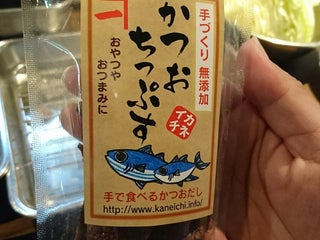 手づくり 無添加
一
かつお
ちっぷす
おやつや
おつまみに
カネ
イチ
手で食べるかつおだし
http://www.kaneichi.info/